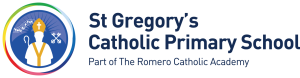 St Gregory's
Catholic Primary School
Part of The Romero Catholic Academy